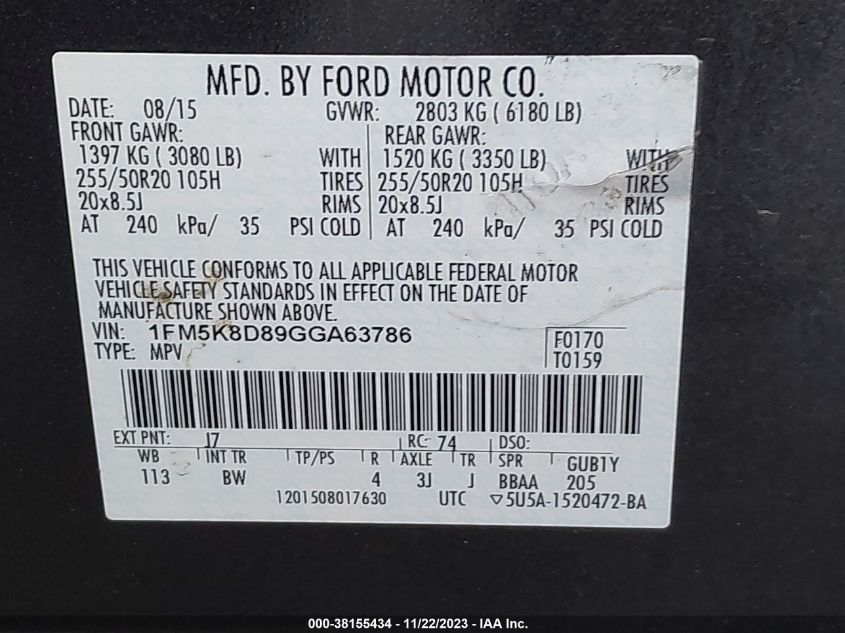 MFD. BY FORD MOTOR CO.
DATE: 08/15 GVWR: 2803 KG ( 6180 LB)
FRONT GAWR: REAR GAWR:
1397 KG ( 3080 LB) WITH 1520 KG ( 3350 LB) WITH
255/50R20 105H TIRES 255/50R20 105H TIRES
20x8.5J RIMS 20x8.5J RIMS
AT 240 kPa/ 35 PSI COLD AT 240 kPa/ 35 PSI COLD
THIS VEHICLE CONFORMS TO ALL APPLICABLE FEDERAL MOTOR
VEHICLE SAFETY STANDARDS IN EFFECT ON THE DATE OF
MANUFACTURE SHOWN ABOVE.
VIN: 1FM5K8D89GGA63786 F0170
TYPE: MPV T0159
EXT PNT: J7 RC: 74 DSO:
WB INT TR TP/PS R AXLE TR SPR GUB1Y
113 BW 4 3J J BBAA 205
1201508017630 UTC ▽5U5A-1520472-BA
000-38155434 - 11/22/2023 - IAA Inc.